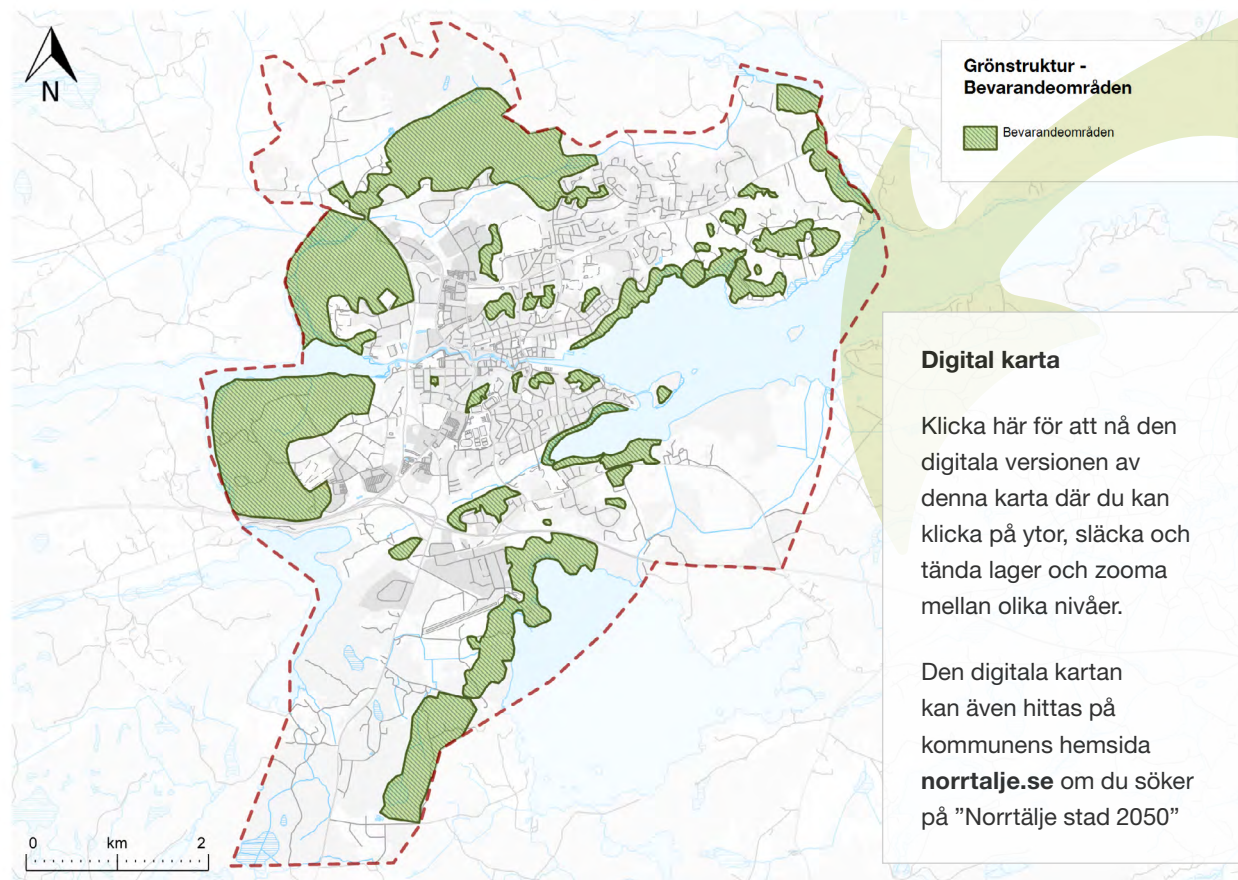 N
Grönstruktur -
Bevarandeområden
Bevarandeområden
Digital karta
Klicka här för att nå den
digitala versionen av
denna karta där du kan
klicka på ytor, släcka och
tända lager och zooma
mellan olika nivåer.
Den digitala kartan
kan även hittas på
kommunens hemsida
norrtalje.se om du söker
på ”Norrtälje stad 2050”
0 km 2